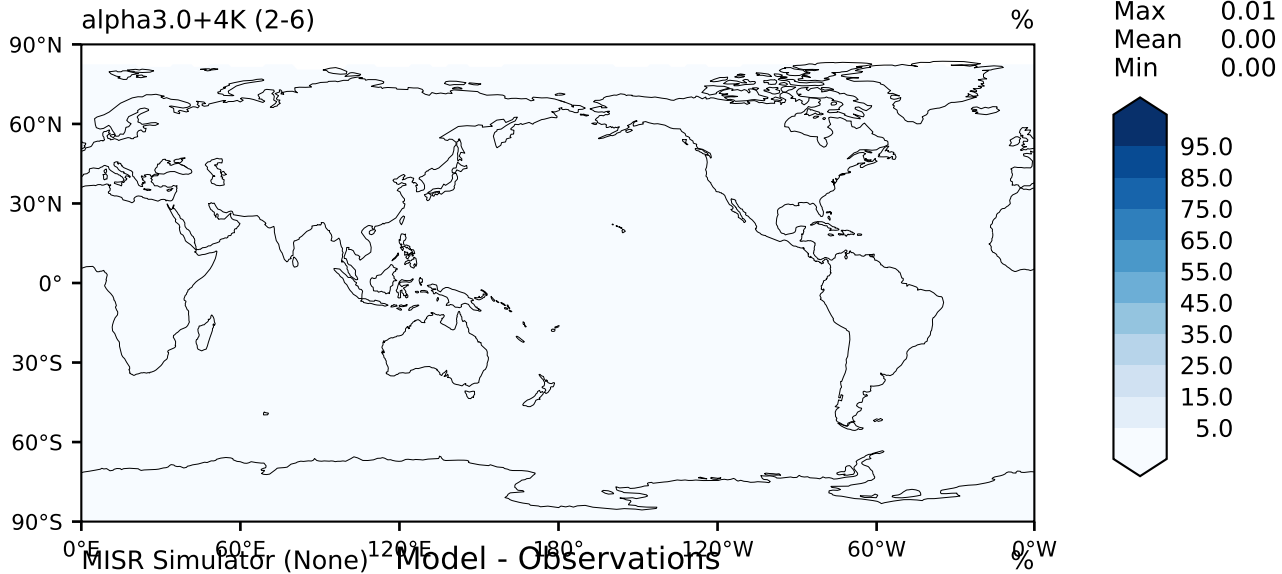 alpha3.0+4K (2-6) %
Max 0.01
Mean 0.00
Min 0.00
90°N
60°N
30°N
0°
30°S
60°S
90°S
95.0
85.0
75.0
65.0
55.0
45.0
35.0
25.0
15.0
5.0
0°E 60°E 120°E 180° 120°W 60°W 0°W
MISR Simulator (None) Model - Observations %